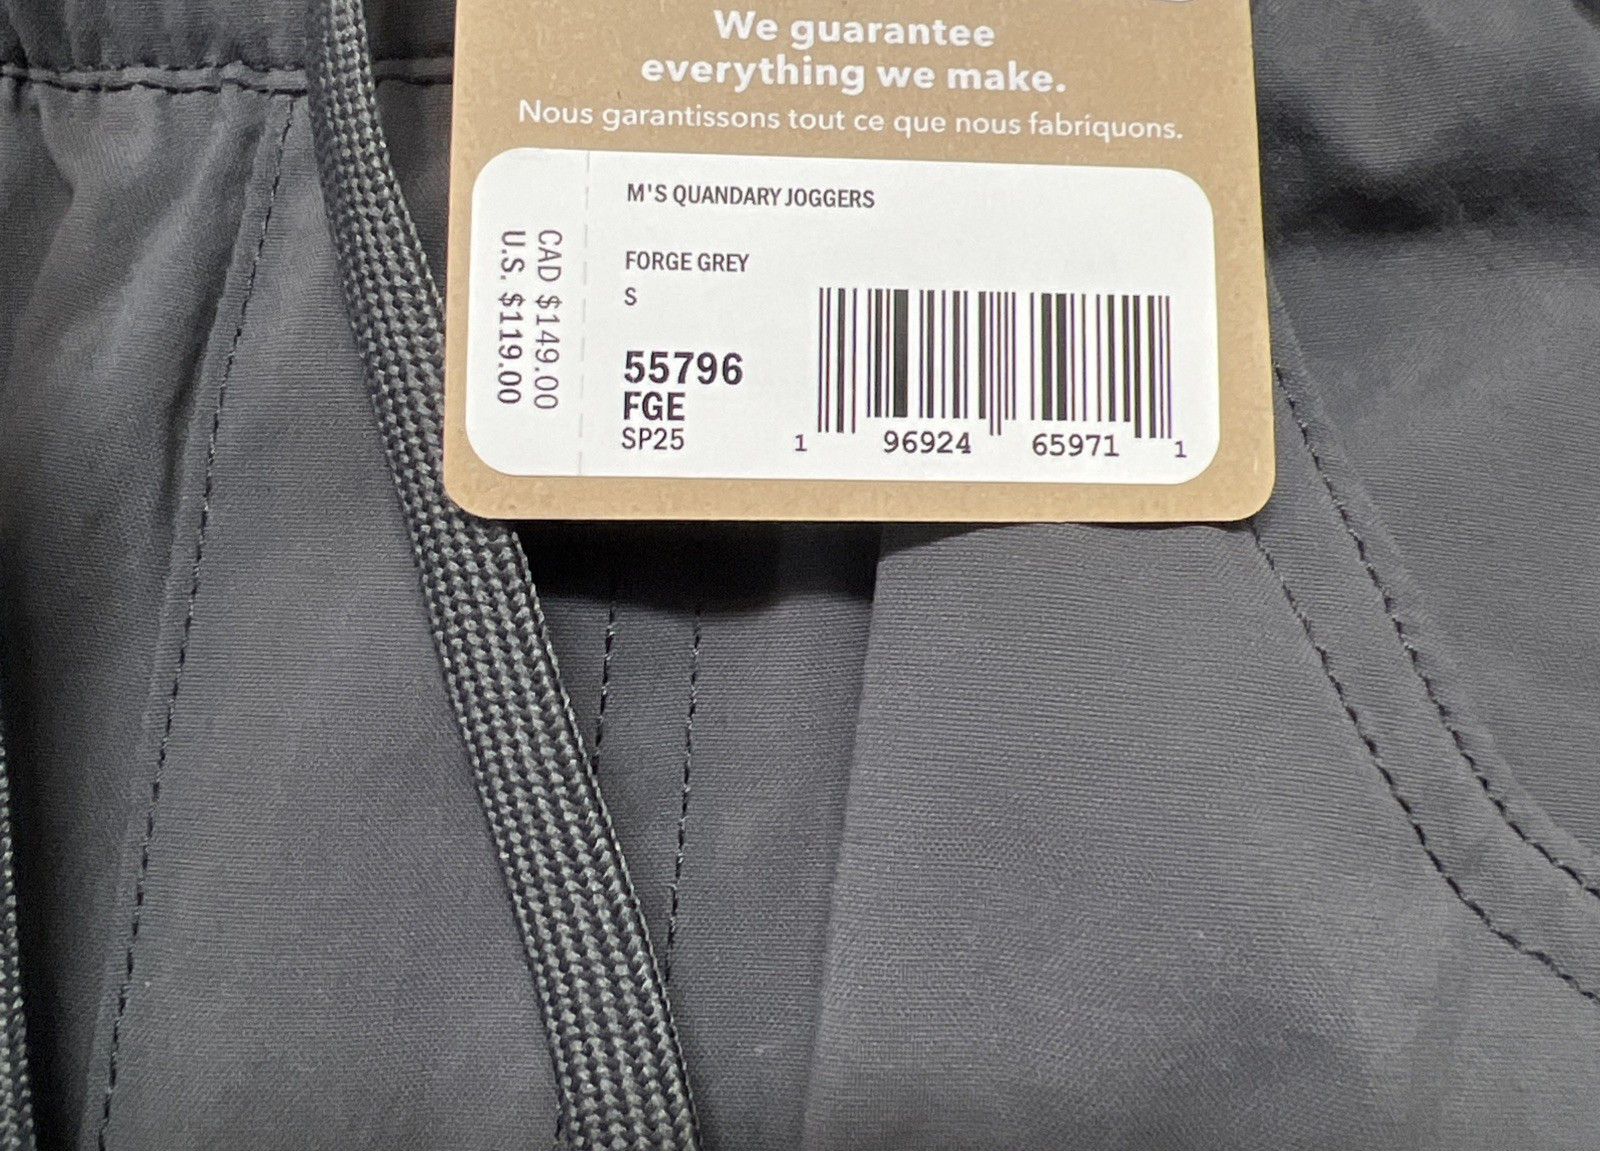 We guarantee
everything we make.
Nous garantissons tout ce que nous fabriquons.
CAD $149.00
U.S. $119.00
M'S QUANDARY JOGGERS
FORGE GREY
S
55796
FGE
SP25
1 96924 65971 1